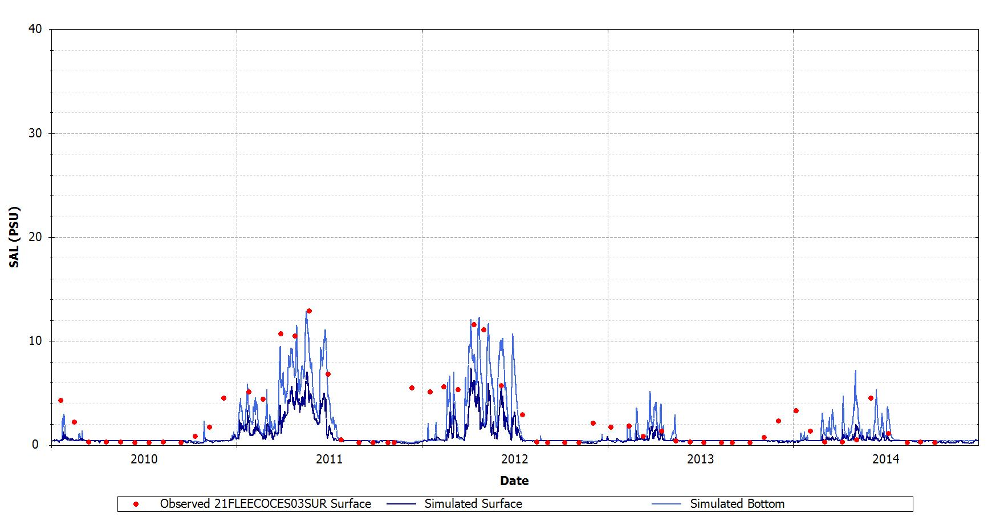 40
30
20
10
0
SAL (PSU)
2010 2011 2012 2013 2014
Date
Observed 21FLEECOCES03SUR Surface Simulated Surface Simulated Bottom